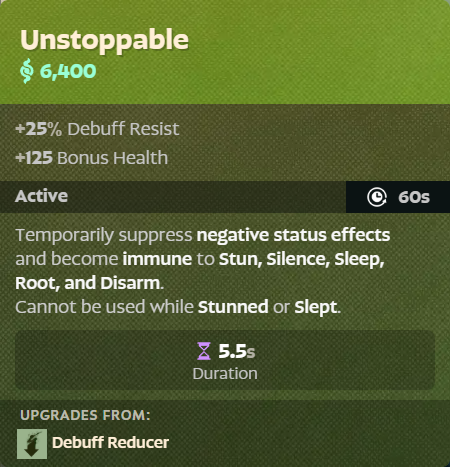 Unstoppable
6,400
+25% Debuff Resist
+125 Bonus Health
Active 60s
Temporarily suppress negative status effects
and become immune to Stun, Silence, Sleep,
Root, and Disarm.
Cannot be used while Stunned or Slept.
5.5s
Duration
UPGRADES FROM:
Debuff Reducer